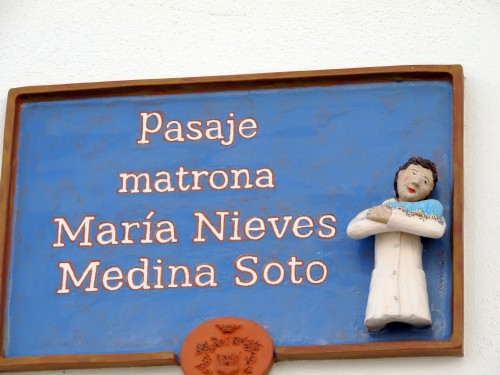 Pasaje
matrona
María Nieves
Medina Soto